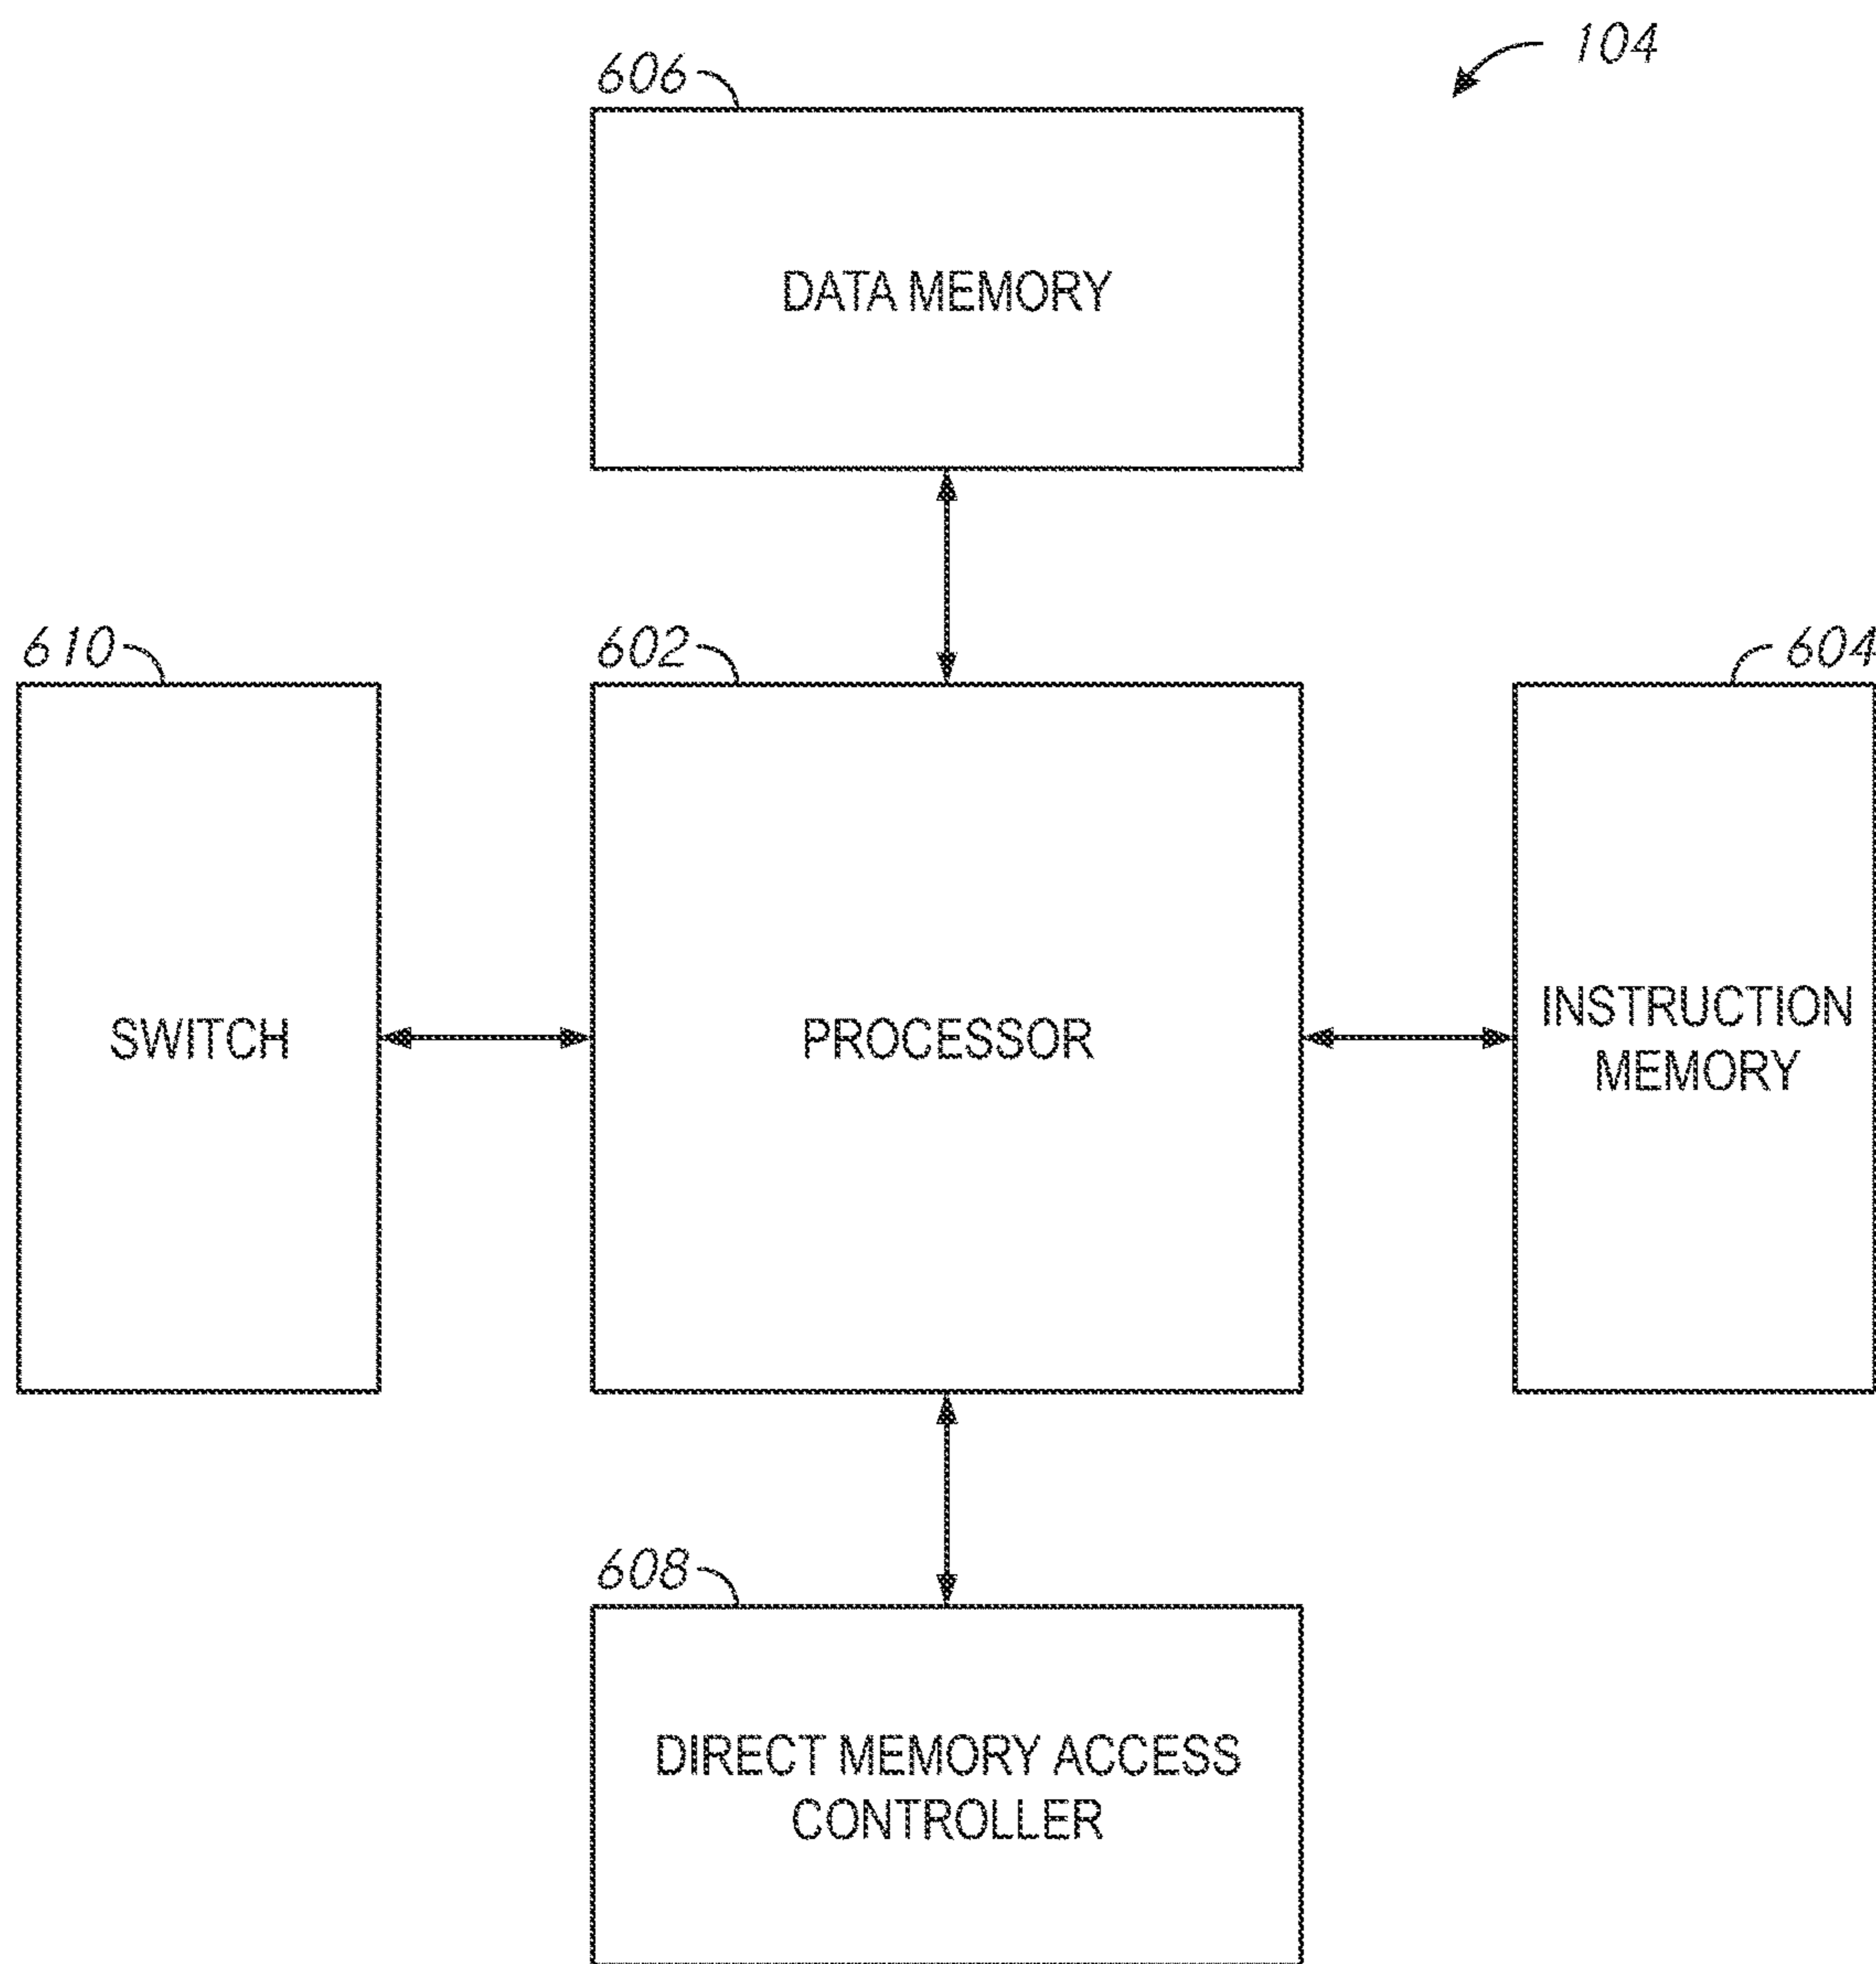 104
606
DATA MEMORY
610
602
604
SWITCH
PROCESSOR
INSTRUCTION
MEMORY
608
DIRECT MEMORY ACCESS
CONTROLLER